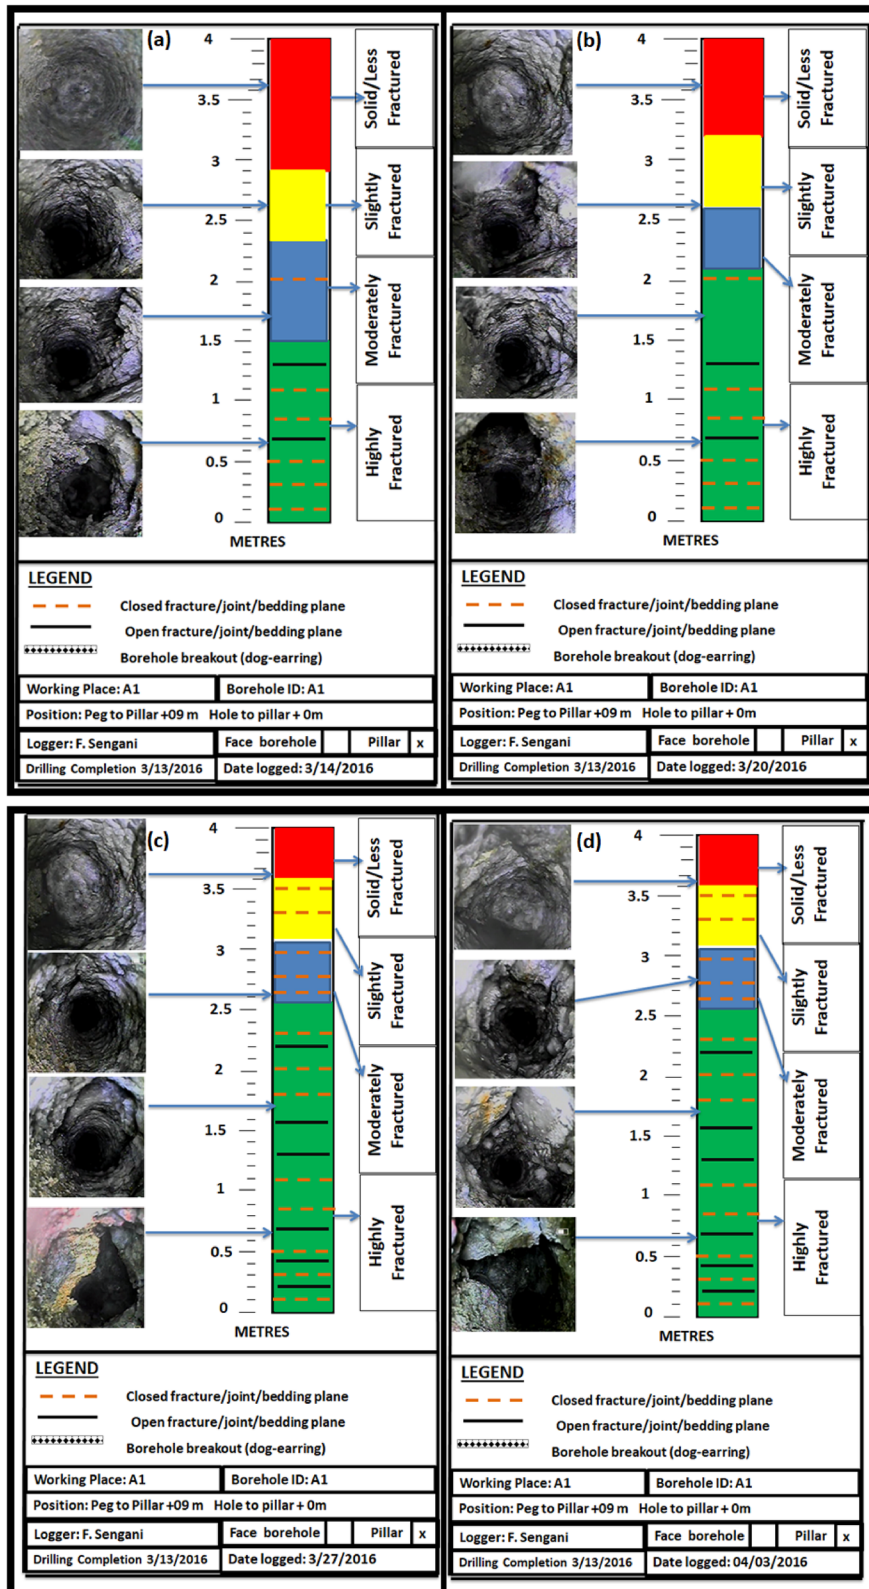 (a)
4
3.5
3
2.5
2
1.5
1
0.5
0
METRES
Solid/Less
Fractured
Slightly
Fractured
Moderately
Fractured
Highly
Fractured
LEGEND
Closed fracture/joint/bedding plane
Open fracture/joint/bedding plane
Borehole breakout (dog-earring)
Working Place: A1
Borehole ID: A1
Position: Peg to Pillar +09 m Hole to pillar + 0m
Logger: F. Sengani
Face borehole
Pillar x
Drilling Completion 3/13/2016
Date logged: 3/14/2016
(b)
4
3.5
3
2.5
2
1.5
1
0.5
0
METRES
Solid/Less
Fractured
Slightly
Fractured
Moderately
Fractured
Highly
Fractured
LEGEND
Closed fracture/joint/bedding plane
Open fracture/joint/bedding plane
Borehole breakout (dog-earring)
Working Place: A1
Borehole ID: A1
Position: Peg to Pillar +09 m Hole to pillar + 0m
Logger: F. Sengani
Face borehole
Pillar x
Drilling Completion 3/13/2016
Date logged: 3/20/2016
(c)
4
3.5
3
2.5
2
1.5
1
0.5
0
METRES
Solid/Less
Fractured
Slightly
Fractured
Moderately
Fractured
Highly
Fractured
LEGEND
Closed fracture/joint/bedding plane
Open fracture/joint/bedding plane
Borehole breakout (dog-earring)
Working Place: A1
Borehole ID: A1
Position: Peg to Pillar +09 m Hole to pillar + 0m
Logger: F. Sengani
Face borehole
Pillar x
Drilling Completion 3/13/2016
Date logged: 3/27/2016
(d)
4
3.5
3
2.5
2
1.5
1
0.5
0
METRES
Solid/Less
Fractured
Slightly
Fractured
Moderately
Fractured
Highly
Fractured
LEGEND
Closed fracture/joint/bedding plane
Open fracture/joint/bedding plane
Borehole breakout (dog-earring)
Working Place: A1
Borehole ID: A1
Position: Peg to Pillar +09 m Hole to pillar + 0m
Logger: F. Sengani
Face borehole
Pillar x
Drilling Completion 3/13/2016
Date logged: 04/03/2016